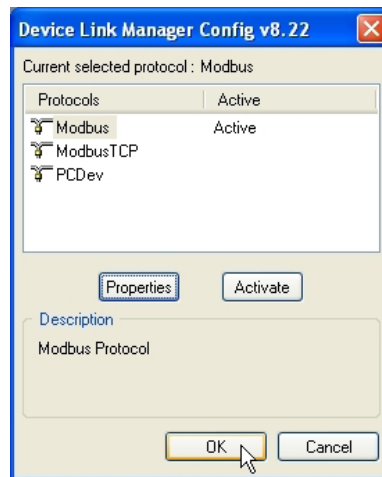 Device Link Manager Config v8.22
Current selected protocol : Modbus
Protocols Active
Modbus Active
ModbusTCP
PCDev
Properties Activate
Description
Modbus Protocol
OK Cancel